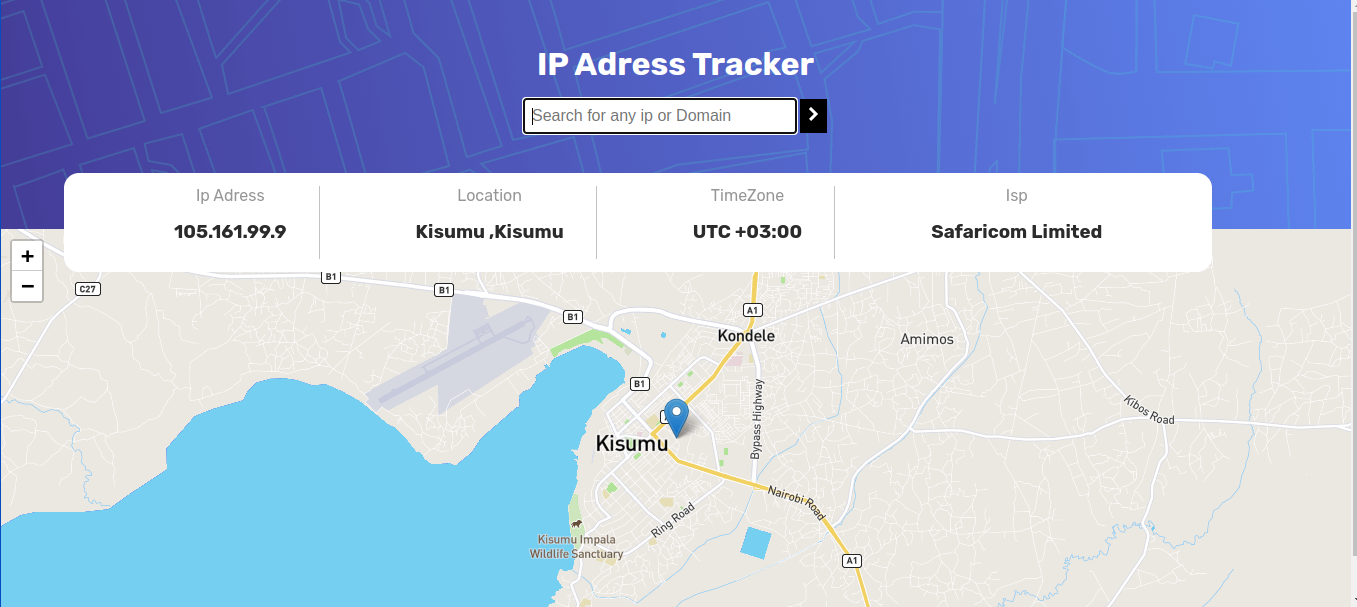 IP Adress Tracker
Search for any ip or Domain
Ip Adress
Location
TimeZone
Isp
105.161.99.9
Kisumu ,Kisumu
UTC +03:00
Safaricom Limited
+
−
B1
C27
B1
A1
B1
Kondele
Amimos
B1
Bypass Highway
Kibos Road
Kisumu
Nairobi Road
Ring Road
Kisumu Impala
Wildlife Sanctuary
A1